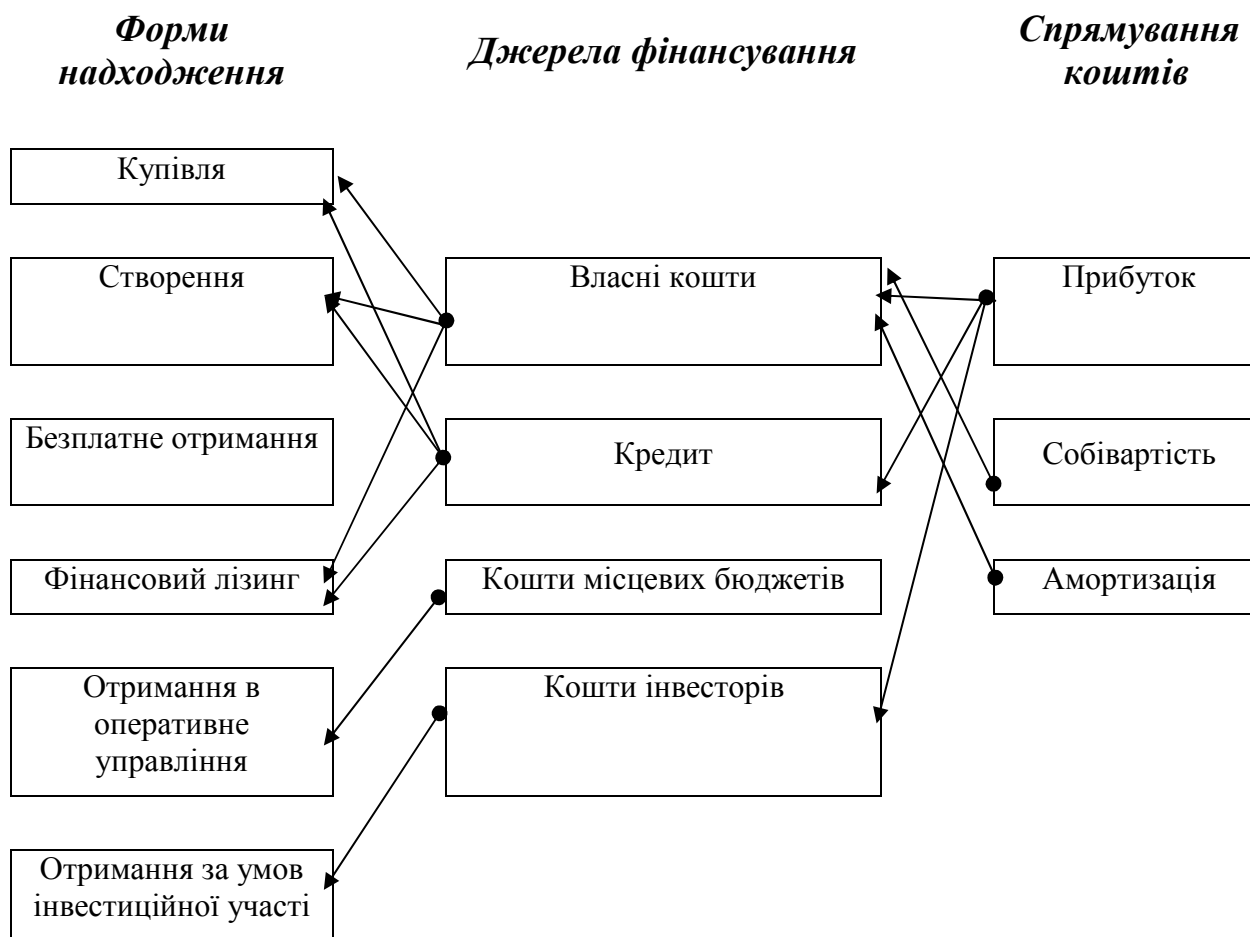 Форми
надходження
Джерела фінансування
Спрямування
коштів
Купівля
Створення
Власні кошти
Прибуток
Безплатне отримання
Кредит
Собівартість
Фінансовий лізинг
Кошти місцевих бюджетів
Амортизація
Отримання в
оперативне
управління
Кошти інвесторів
Отримання за умов
інвестиційної участі